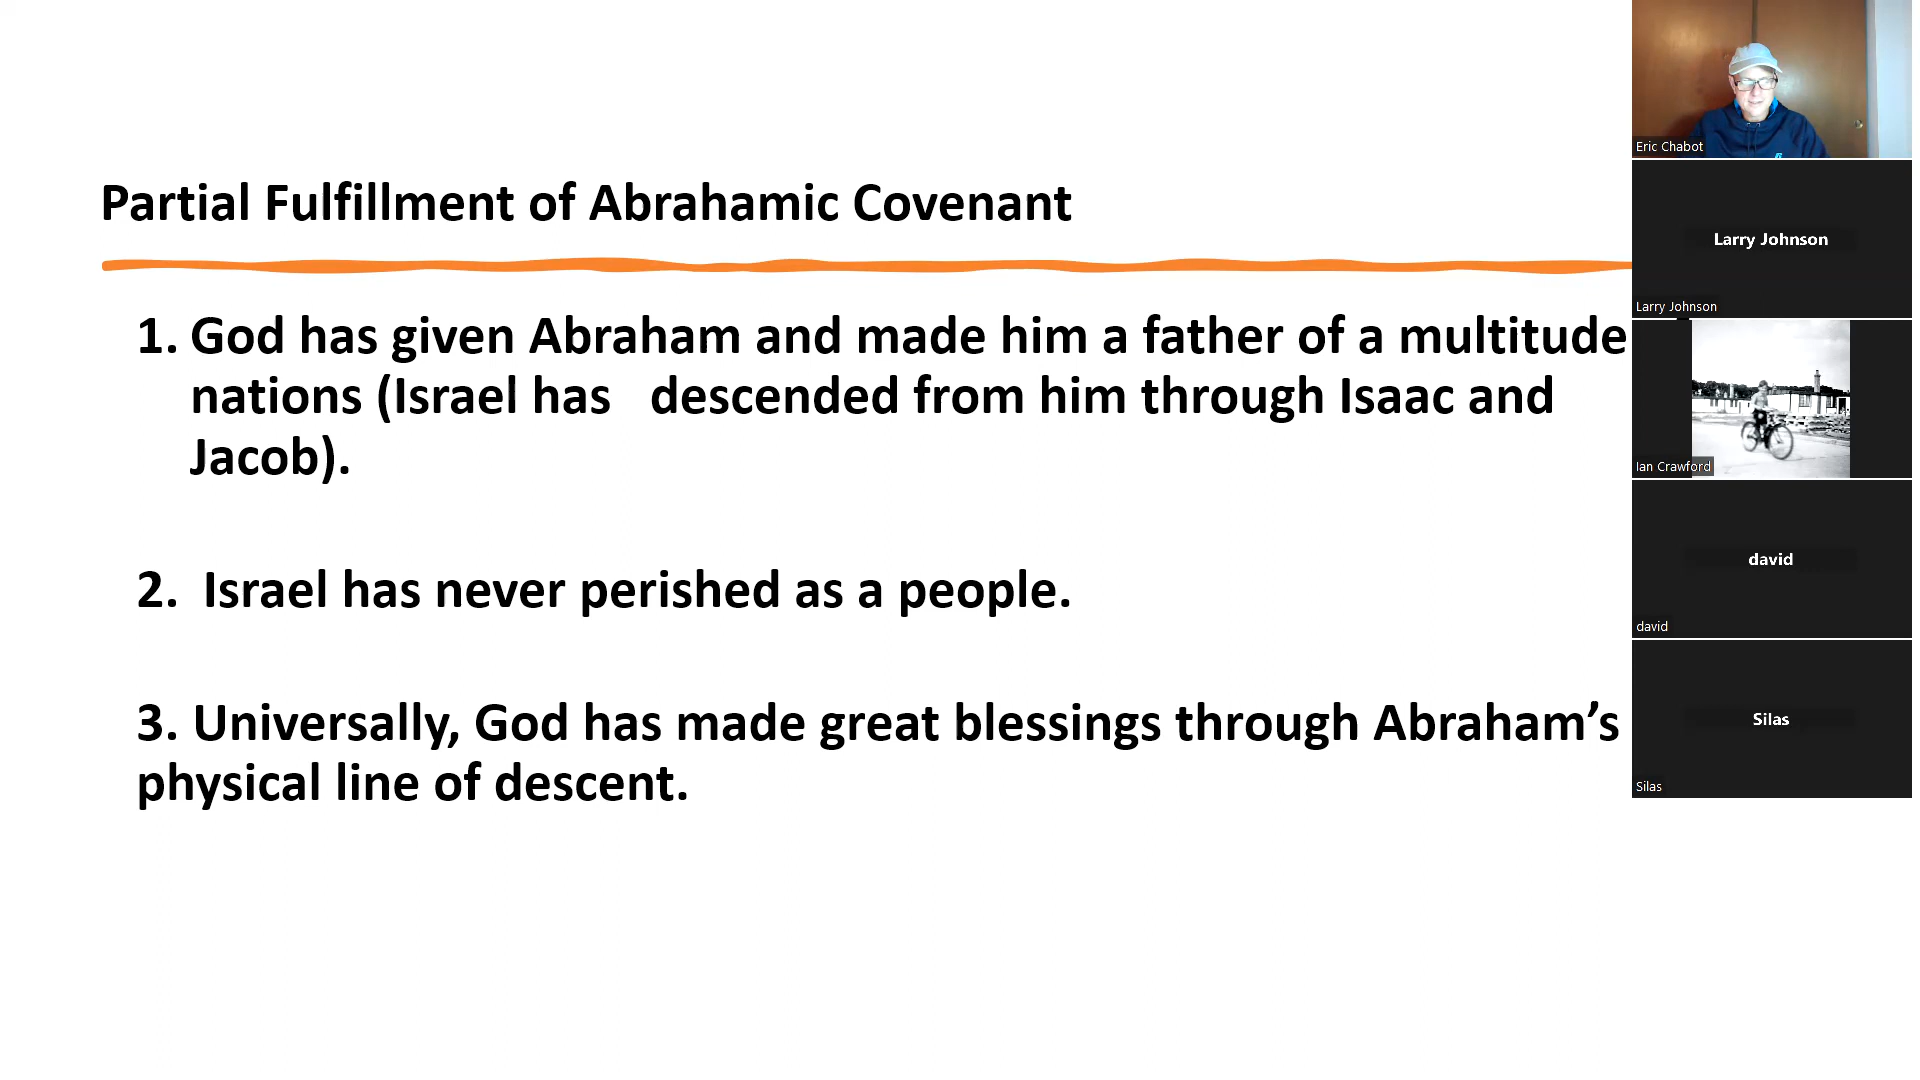 Partial Fulfillment of Abrahamic Covenant
1. God has given Abraham and made him a father of a multitude
nations (Israel has descended from him through Isaac and
Jacob).
2. Israel has never perished as a people.
3. Universally, God has made great blessings through Abraham’s
physical line of descent.
Eric Chabot
Larry Johnson
Larry Johnson
Ian Crawford
david
david
Silas
Silas